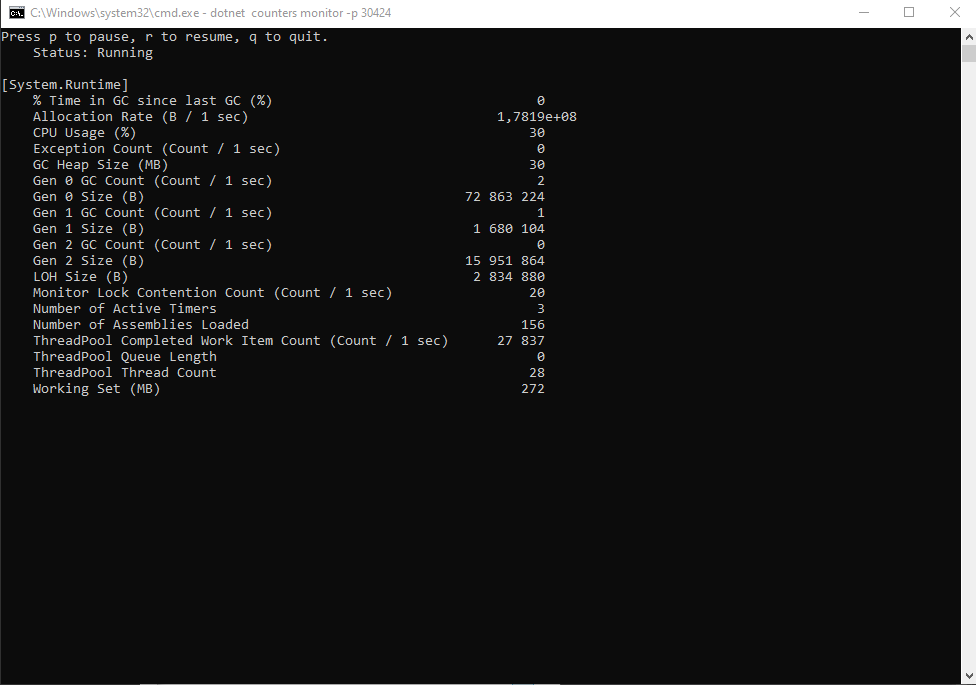 C:\Windows\system32\cmd.exe - dotnet  counters monitor -p 30424
Press p to pause, r to resume, q to quit.
    Status: Running

[System.Runtime]
    % Time in GC since last GC (%)                                 0
    Allocation Rate (B / 1 sec)                               1,7819e+08
    CPU Usage (%)                                                 30
    Exception Count (Count / 1 sec)                                0
    GC Heap Size (MB)                                             30
    Gen 0 GC Count (Count / 1 sec)                                 2
    Gen 0 Size (B)                                        72 863 224
    Gen 1 GC Count (Count / 1 sec)                                 1
    Gen 1 Size (B)                                         1 680 104
    Gen 2 GC Count (Count / 1 sec)                                 0
    Gen 2 Size (B)                                        15 951 864
    LOH Size (B)                                           2 834 880
    Monitor Lock Contention Count (Count / 1 sec)                 20
    Number of Active Timers                                        3
    Number of Assemblies Loaded                                  156
    ThreadPool Completed Work Item Count (Count / 1 sec)      27 837
    ThreadPool Queue Length                                        0
    ThreadPool Thread Count                                       28
    Working Set (MB)                                             272